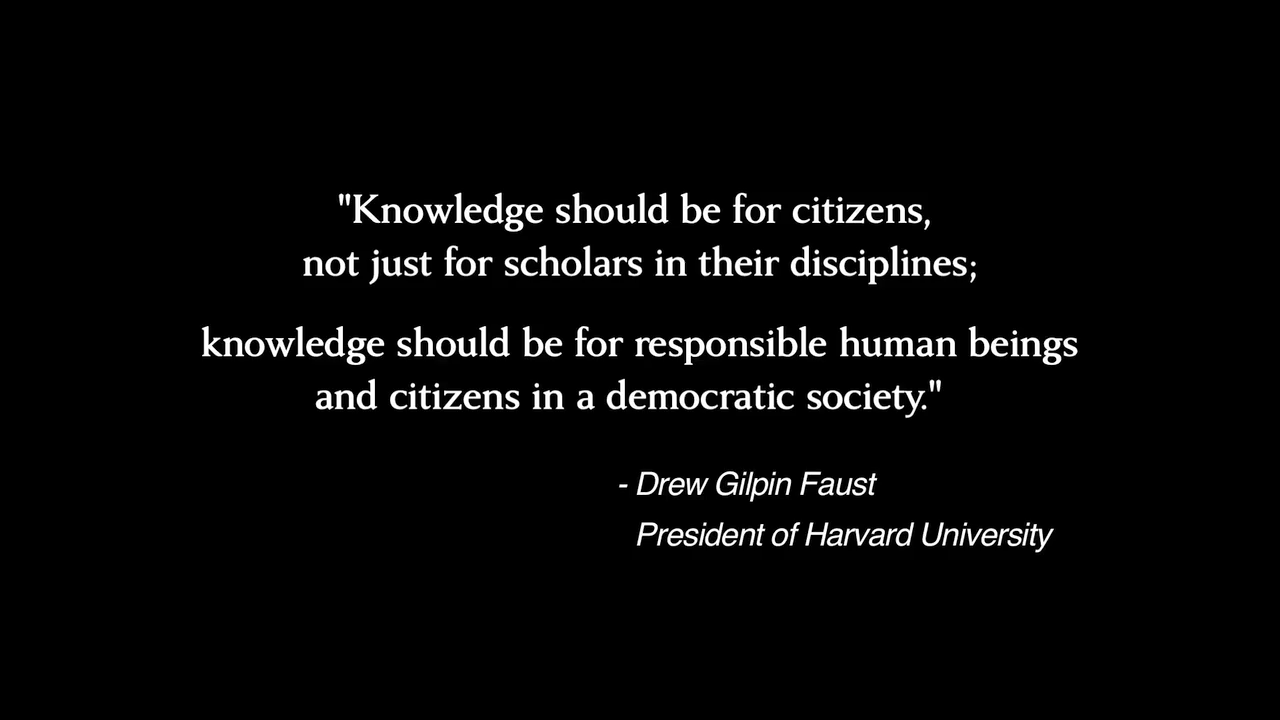 "Knowledge should be for citizens,
not just for scholars in their disciplines;
knowledge should be for responsible human beings
and citizens in a democratic society."
- Drew Gilpin Faust
President of Harvard University